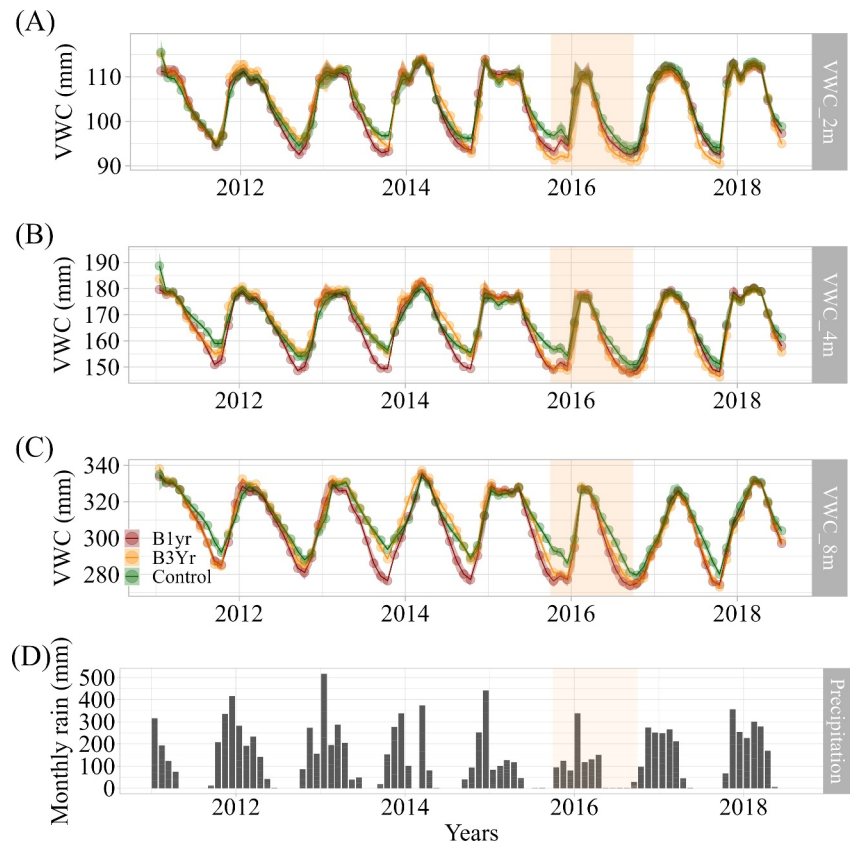 (A)
VWC (mm)
110
100
90
2012
2014
2016
2018
VWC_2m
(B)
VWC (mm)
190
180
170
160
150
2012
2014
2016
2018
VWC_4m
(C)
VWC (mm)
340
320
300
280
B1yr
B3Yr
Control
2012
2014
2016
2018
VWC_8m
(D)
Monthly rain (mm)
500
400
300
200
100
0
2012
2014
2016
2018
Years
Precipitation